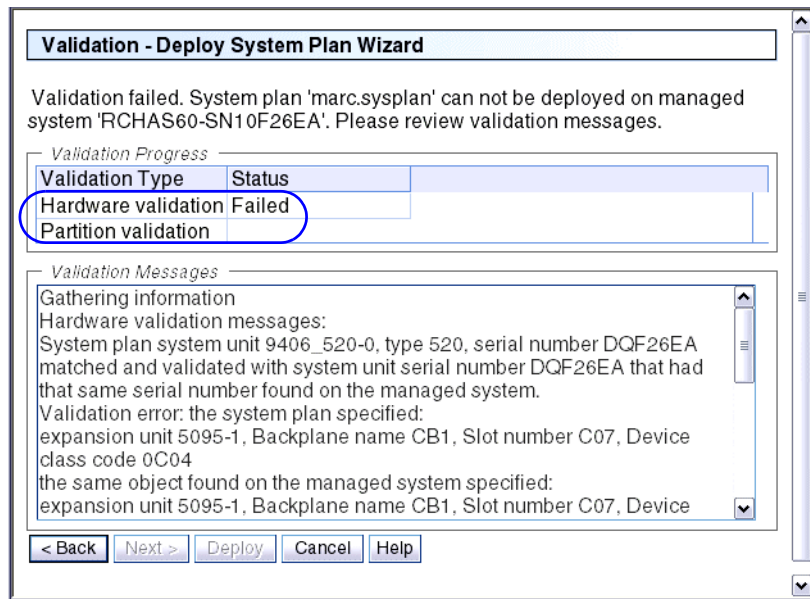 Validation - Deploy System Plan Wizard
Validation failed. System plan 'marc.sysplan' can not be deployed on managed
system 'RCHAS60-SN10F26EA'. Please review validation messages.
Validation Progress
Validation Type Status
Hardware validation Failed
Partition validation
Validation Messages
Gathering information
Hardware validation messages:
System plan system unit 9406_520-0, type 520, serial number DQF26EA
matched and validated with system unit serial number DQF26EA that had
that same serial number found on the managed system.
Validation error: the system plan specified:
expansion unit 5095-1, Backplane name CB1, Slot number C07, Device
class code 0C04
the same object found on the managed system specified:
expansion unit 5095-1, Backplane name CB1, Slot number C07, Device
< Back Next > Deploy Cancel Help